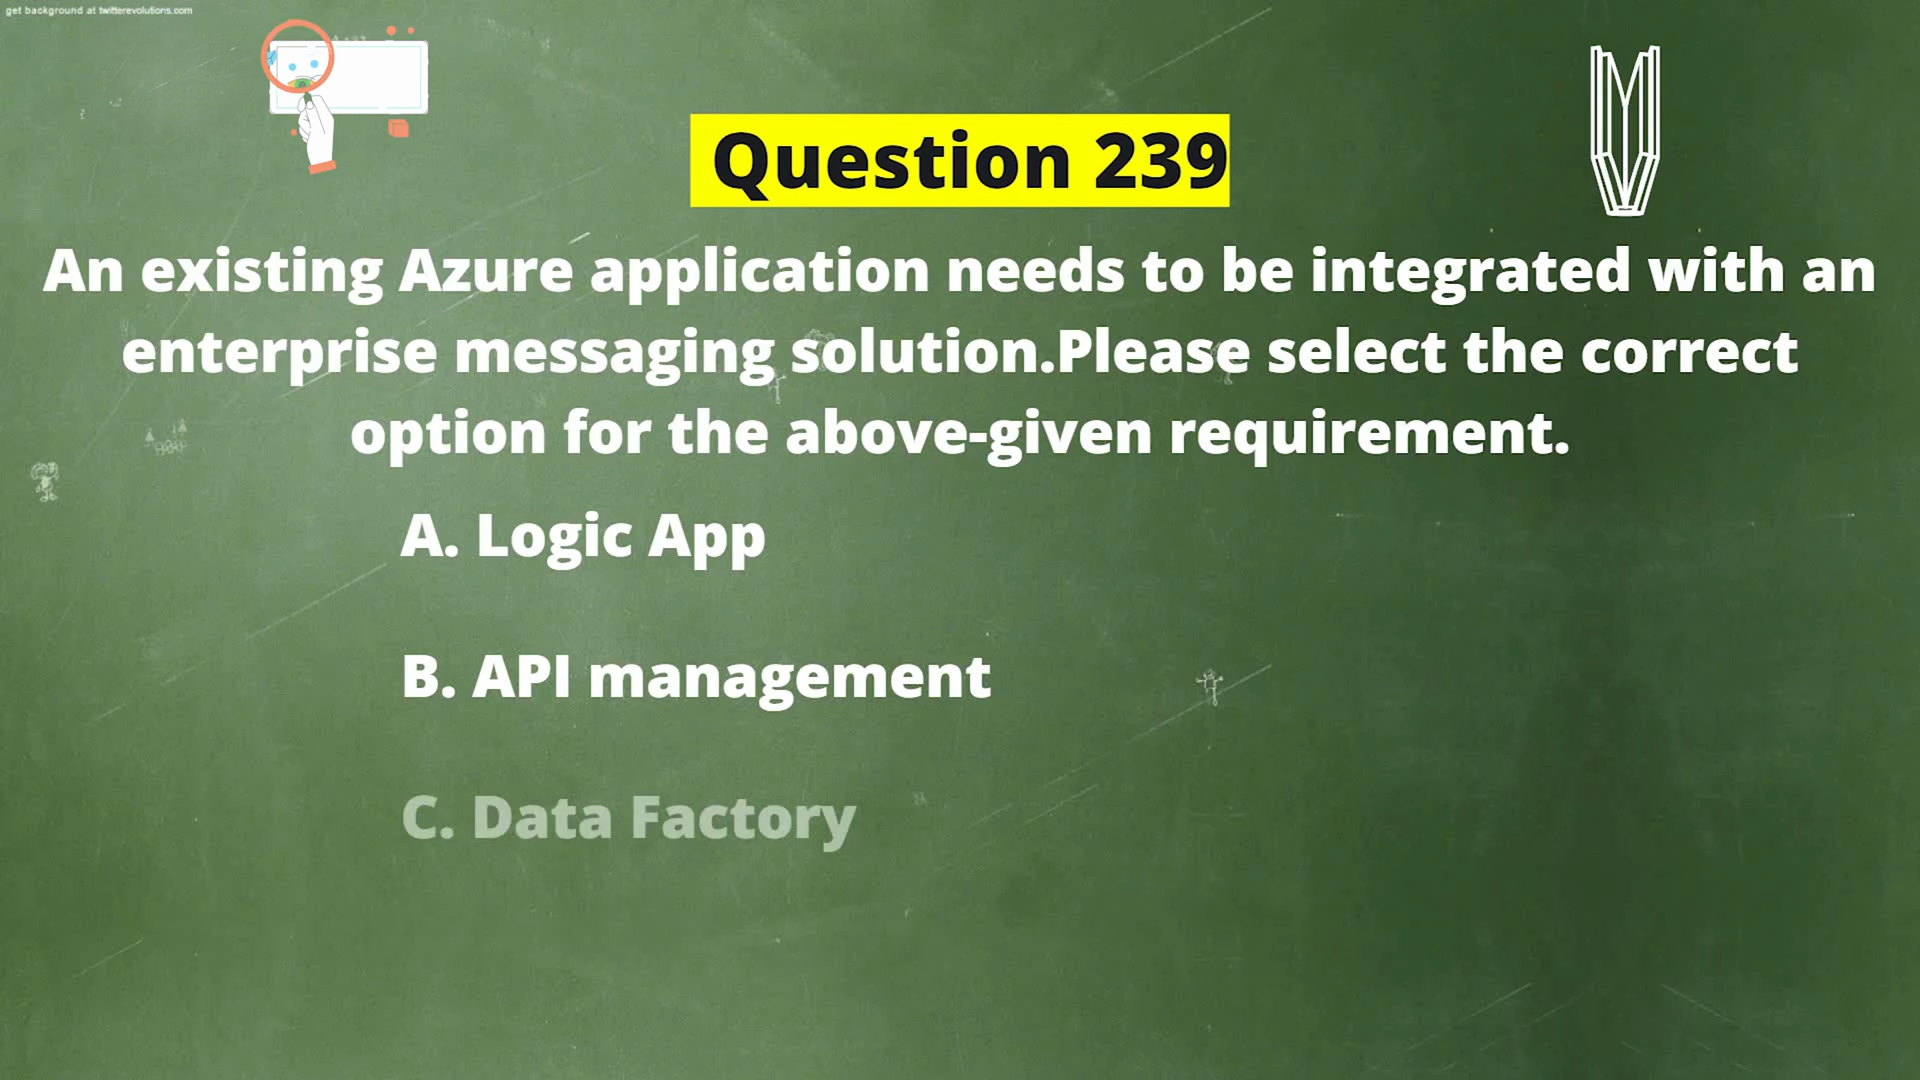 get background at twitterevolutions.com
Question 239
An existing Azure application needs to be integrated with an
enterprise messaging solution.Please select the correct
option for the above-given requirement.
A. Logic App
B. API management
C. Data Factory